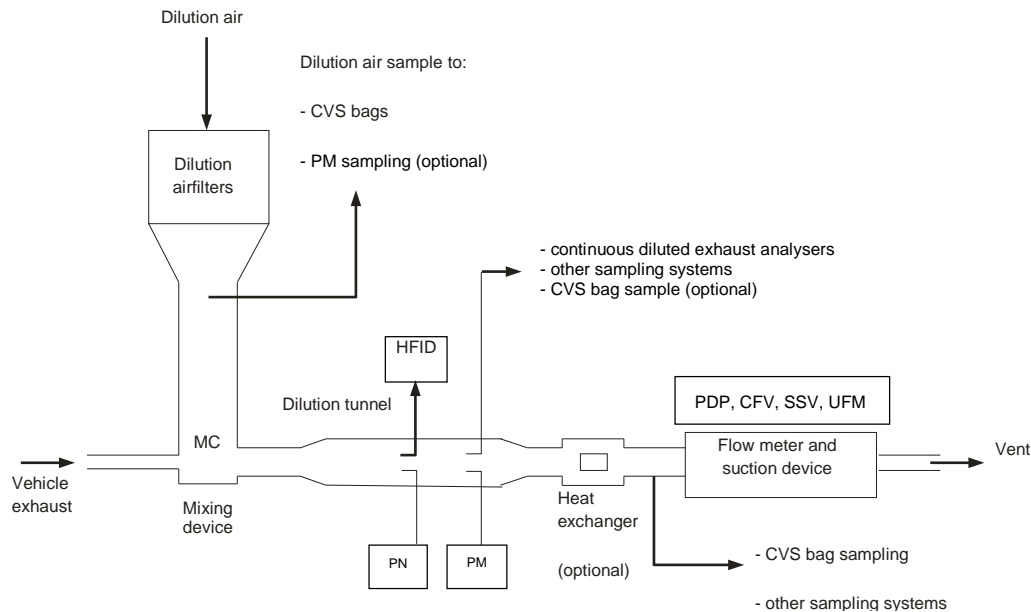 Dilution air
Dilution air sample to:
- CVS bags
- PM sampling (optional)
Dilution
airfilters
- continuous diluted exhaust analysers
- other sampling systems
- CVS bag sample (optional)
HFID
Dilution tunnel
PDP, CFV, SSV, UFM
MC
Flow meter and
suction device
Vent
Vehicle
exhaust
Mixing
device
Heat
exchanger
(optional)
PN
PM
- CVS bag sampling
- other sampling systems